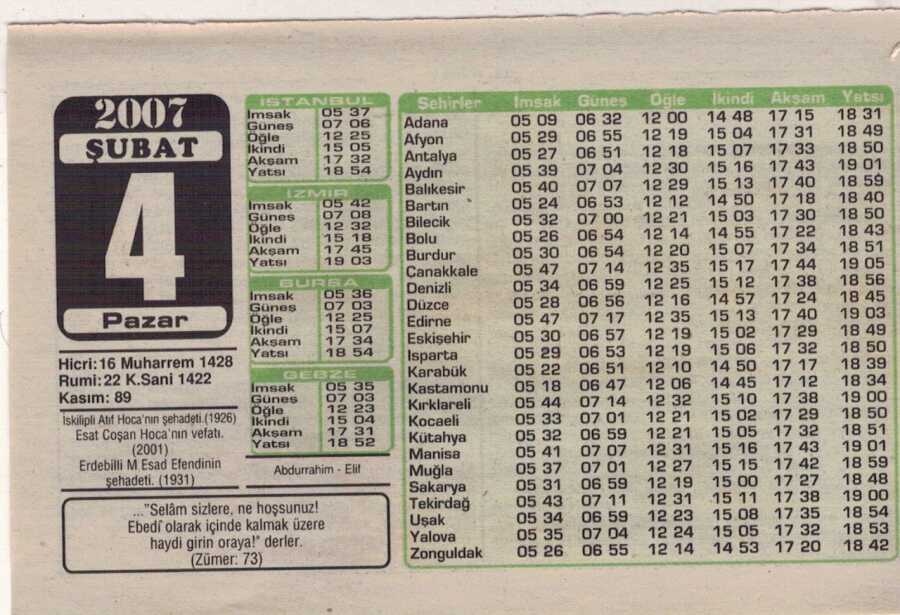 2007
ŞUBAT
4
Pazar
Hicri: 16 Muharrem 1428
Rumi: 22 K.Sani 1422
Kasım: 89
İskilipli Atıf Hoca'nın şehadeti.(1926)
Esat Coşan Hoca'nın vefatı.
(2001)
Erdebilli M Esad Efendinin
şehadeti. (1931)
..."Selâm sizlere, ne hoşsunuz!
Ebedî olarak içinde kalmak üzere
haydi girin oraya!" derler.
(Zümer: 73)
İSTANBUL
İmsak 05 37
Güneş 07 06
Öğle 12 25
İkindi 15 05
Akşam 17 32
Yatsı 18 54
İZMİR
İmsak 05 42
Güneş 07 08
Öğle 12 32
İkindi 15 18
Akşam 17 45
Yatsı 19 03
BURSA
İmsak 05 36
Güneş 07 03
Öğle 12 25
İkindi 15 07
Akşam 17 34
Yatsı 18 54
GEBZE
İmsak 05 35
Güneş 07 03
Öğle 12 23
İkindi 15 04
Akşam 17 31
Yatsı 18 52
Abdurrahim - Elif
Şehirler İmsak Güneş Öğle İkindi Akşam Yatsı
Adana 05 09 06 32 12 00 14 48 17 15 18 31
Afyon 05 29 06 55 12 19 15 04 17 31 18 49
Antalya 05 27 06 51 12 18 15 07 17 33 18 50
Aydın 05 39 07 04 12 30 15 16 17 43 19 01
Balıkesir 05 40 07 07 12 29 15 13 17 40 18 59
Bartın 05 24 06 53 12 12 14 50 17 18 18 40
Bilecik 05 32 07 00 12 21 15 03 17 30 18 50
Bolu 05 26 06 54 12 14 14 55 17 22 18 43
Burdur 05 30 06 54 12 20 15 07 17 34 18 51
Çanakkale 05 47 07 14 12 35 15 17 17 44 19 05
Denizli 05 34 06 59 12 25 15 12 17 38 18 56
Düzce 05 28 06 56 12 16 14 57 17 24 18 45
Edirne 05 47 07 17 12 35 15 13 17 40 19 03
Eskişehir 05 30 06 57 12 19 15 02 17 29 18 49
Isparta 05 29 06 53 12 19 15 06 17 32 18 50
Karabük 05 22 06 51 12 10 14 50 17 17 18 39
Kastamonu 05 18 06 47 12 06 14 45 17 12 18 34
Kırklareli 05 44 07 14 12 32 15 10 17 38 19 00
Kocaeli 05 33 07 01 12 21 15 02 17 29 18 50
Kütahya 05 32 06 59 12 21 15 05 17 32 18 51
Manisa 05 41 07 07 12 31 15 16 17 43 19 01
Muğla 05 37 07 01 12 27 15 15 17 42 18 59
Sakarya 05 31 06 59 12 19 15 00 17 27 18 48
Tekirdağ 05 43 07 11 12 31 15 11 17 38 19 00
Uşak 05 34 06 59 12 23 15 08 17 35 18 54
Yalova 05 35 07 04 12 24 15 05 17 32 18 53
Zonguldak 05 26 06 55 12 14 14 53 17 20 18 42